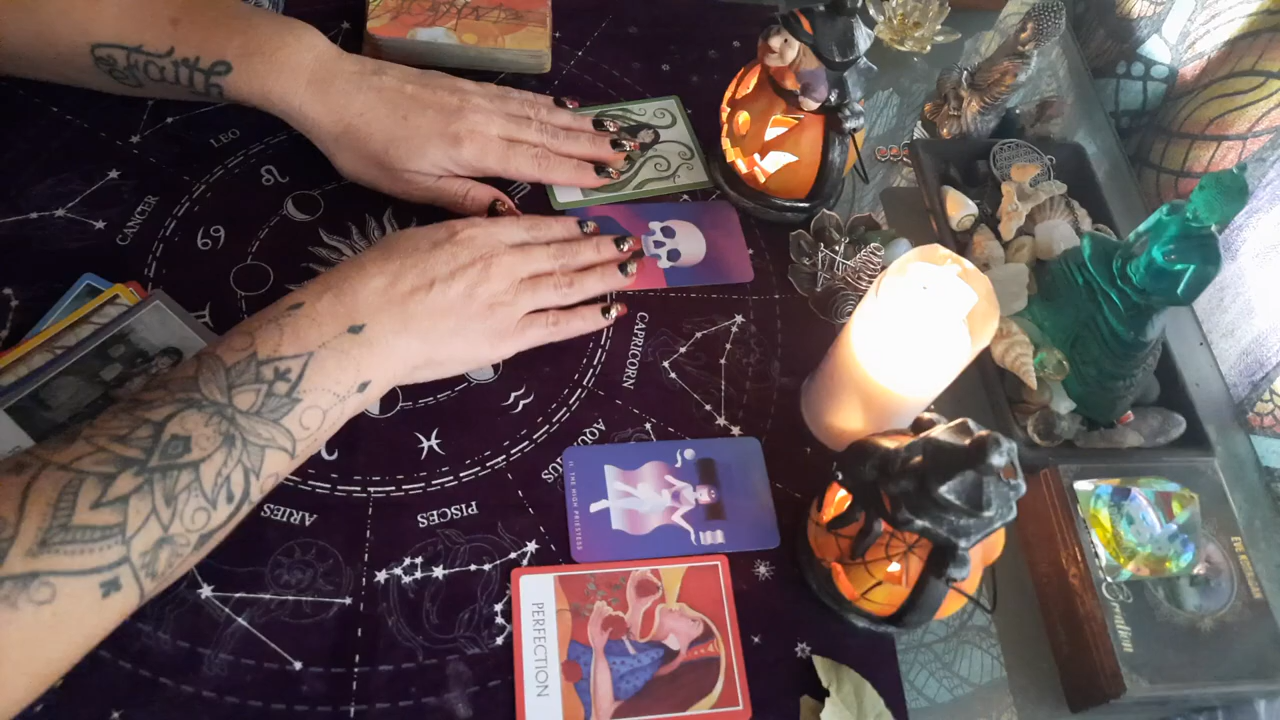 Faith
LEO
CANCER
CAPRICORN
AQUARIUS
PISCES
ARIES
II. THE HIGH PRIESTESS
PERFECTION
Creation